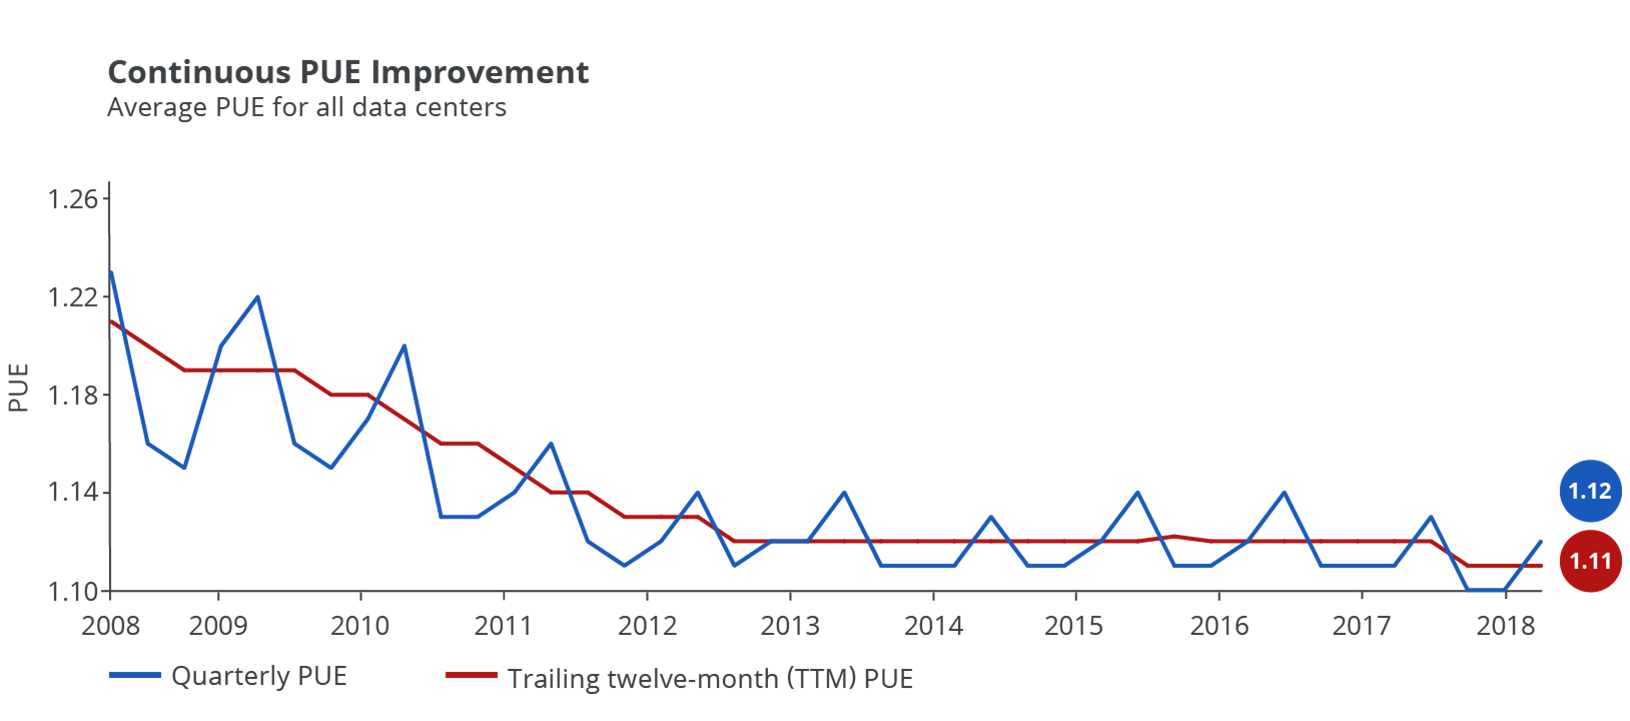 Continuous PUE Improvement
Average PUE for all data centers
PUE
1.26
1.22
1.18
1.14
1.10
2008 2009 2010 2011 2012 2013 2014 2015 2016 2017 2018
1.12
1.11
Quarterly PUE
Trailing twelve-month (TTM) PUE